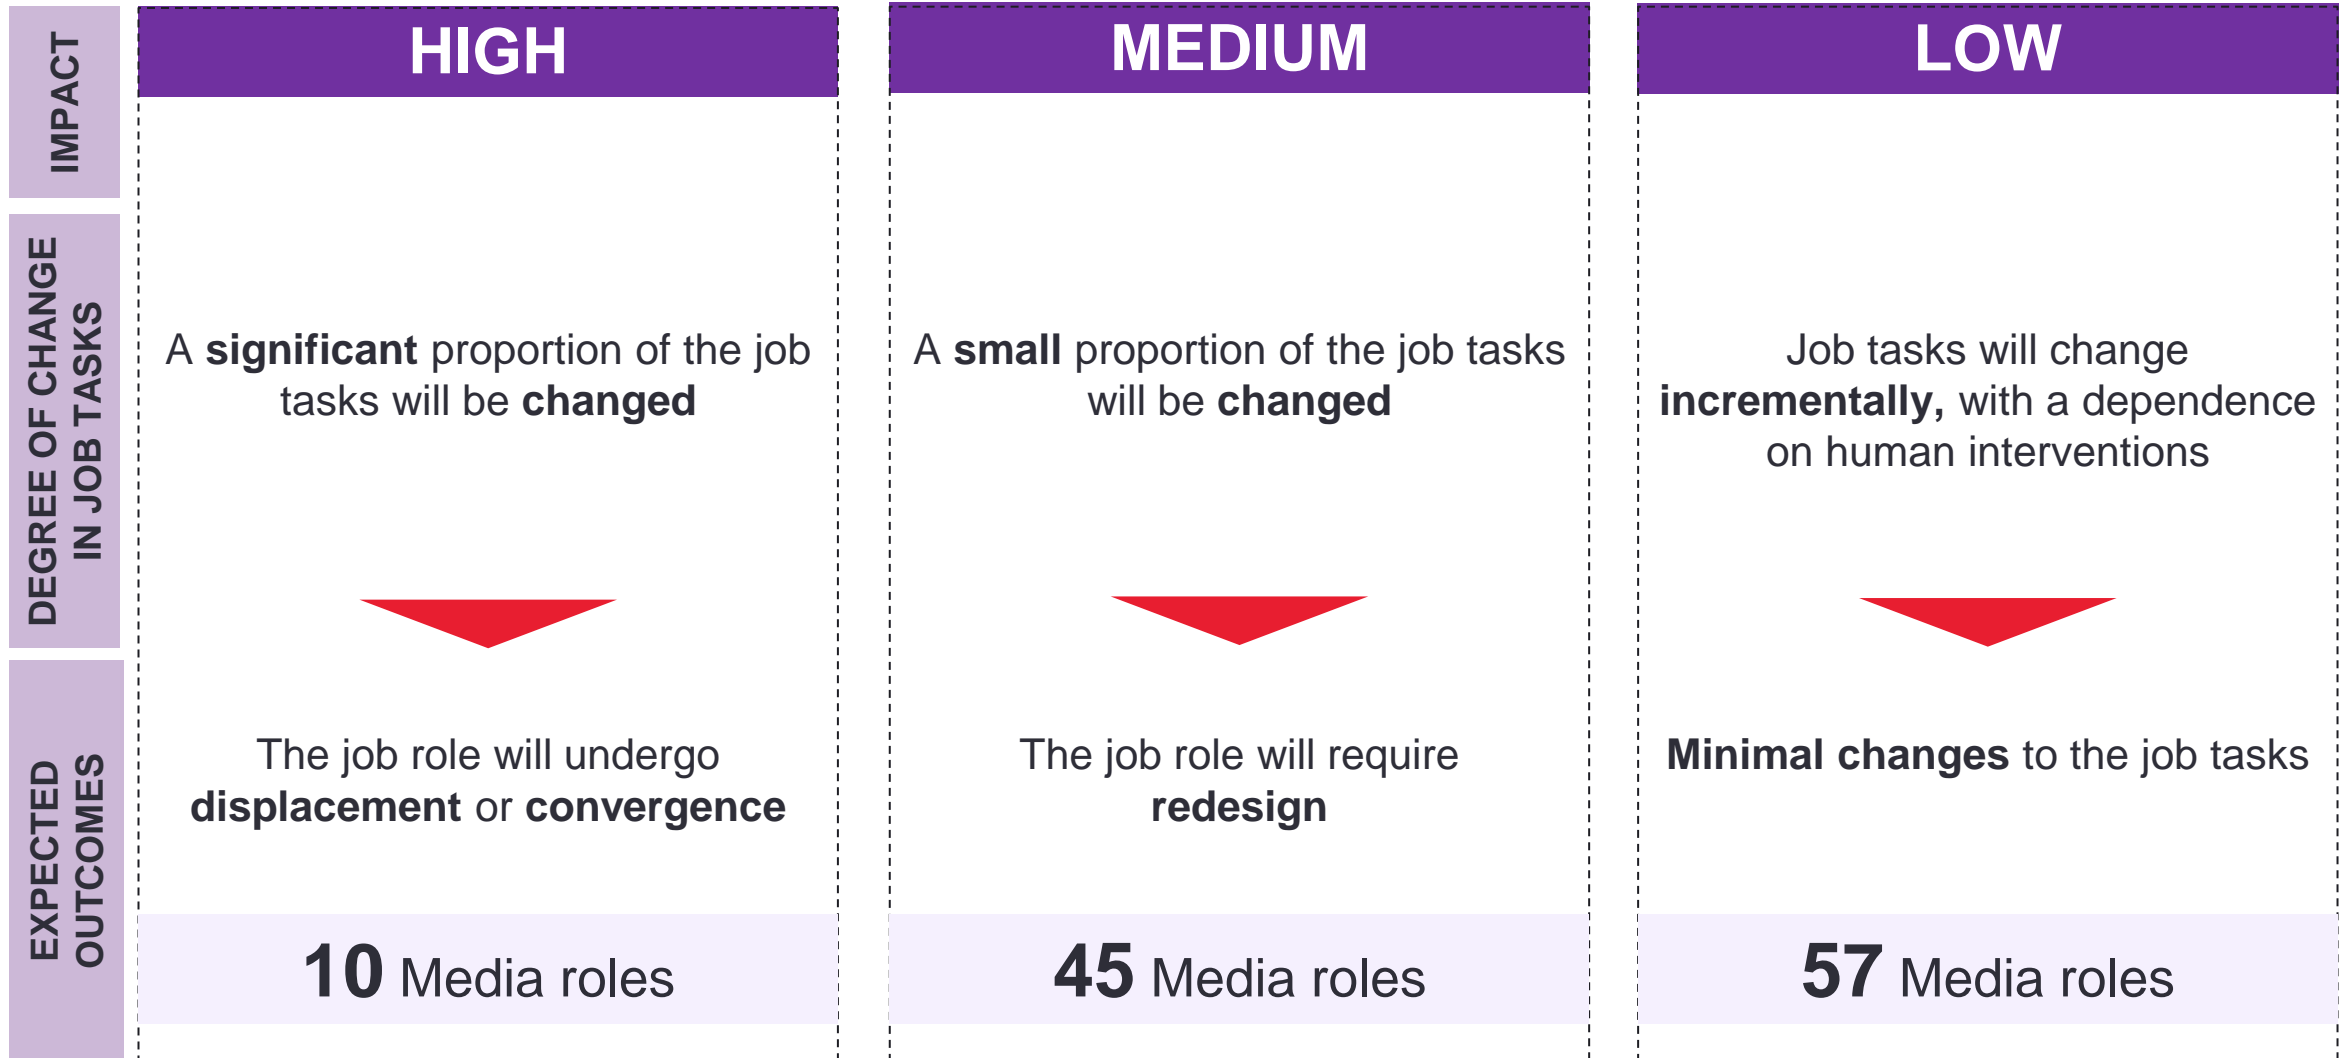 IMPACT
HIGH
MEDIUM
LOW
DEGREE OF CHANGE
IN JOB TASKS
A significant proportion of the job
tasks will be changed
A small proportion of the job tasks
will be changed
Job tasks will change
incrementally, with a dependence
on human interventions
EXPECTED
OUTCOMES
The job role will undergo
displacement or convergence
The job role will require
redesign
Minimal changes to the job tasks
10 Media roles
45 Media roles
57 Media roles